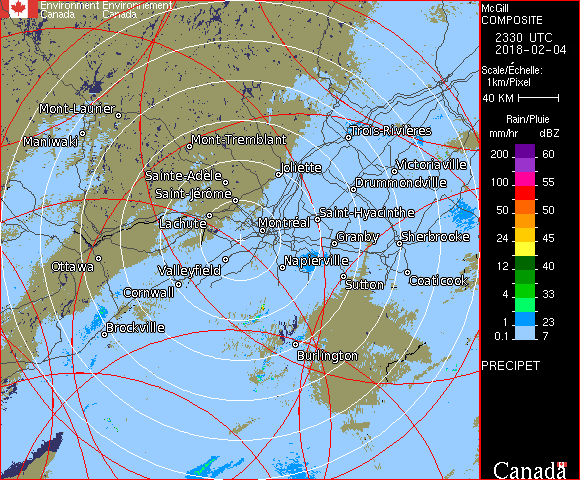 Environment Environnement
Canada Canada
McGill
COMPOSITE
2330 UTC
2018-02-04
Scale/Échelle:
1km/Pixel
40 KM
Rain/Pluie
mm/hr dBZ
200 60
100 55
50 50
24 45
12 40
4 33
1 23
0.1 7
PRECIPET
Canada
Mont-Laurier
Maniwaki
Mont-Tremblant
Trois-Rivières
Joliette
Victoriaville
Sainte-Adèle
Drummondville
Saint-Jérôme
Saint-Hyacinthe
Lachute
Montréal
Granby
Sherbrooke
Ottawa
Valleyfield
Napierville
Coaticook
Sutton
Cornwall
Brockville
Burlington